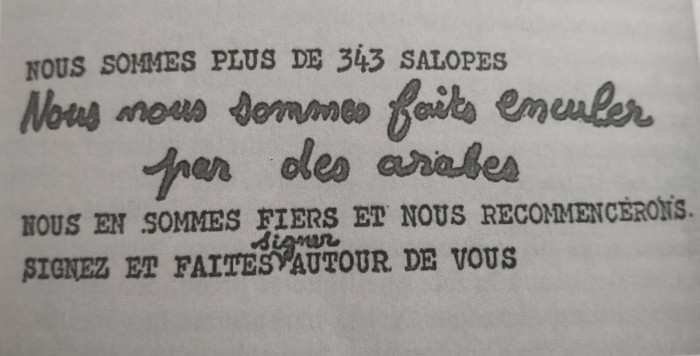 NOUS SOMMES PLUS DE 343 SALOPES
Nous nous sommes faits enculer
par des arabes
NOUS EN SOMMES FIERS ET NOUS RECOMMENCERONS.
signer
SIGNEZ ET FAITES AUTOUR DE VOUS